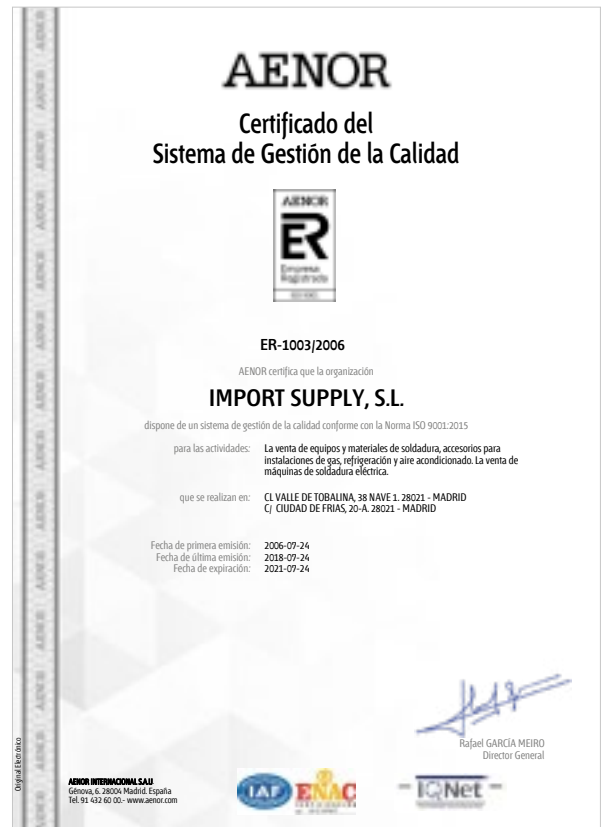 AENOR
Certificado del
Sistema de Gestión de la Calidad
AENOR
ER
Empresa
Registrada
ER-1003/2006
AENOR certifica que la organización
IMPORT SUPPLY, S.L.
dispone de un sistema de gestión de la calidad conforme con la Norma ISO 9001:2015
para las actividades: La venta de equipos y materiales de soldadura, accesorios para
instalaciones de gas, refrigeración y aire acondicionado. La venta de
máquinas de soldadura eléctrica.
que se realizan en: CL VALLE DE TOBALINA, 38 NAVE 1. 28021 - MADRID
C/ CIUDAD DE FRIAS, 20-A. 28021 - MADRID
Fecha de primera emisión: 2006-07-24
Fecha de última emisión: 2018-07-24
Fecha de expiración: 2021-07-24
Rafael GARCÍA MEIRO
Director General
Original Electrónico
AENOR INTERNACIONAL S.A.U.
Génova, 6. 28004 Madrid. España
Tel. 91 432 60 00.- www.aenor.com
IAF
ENAC
IQNet